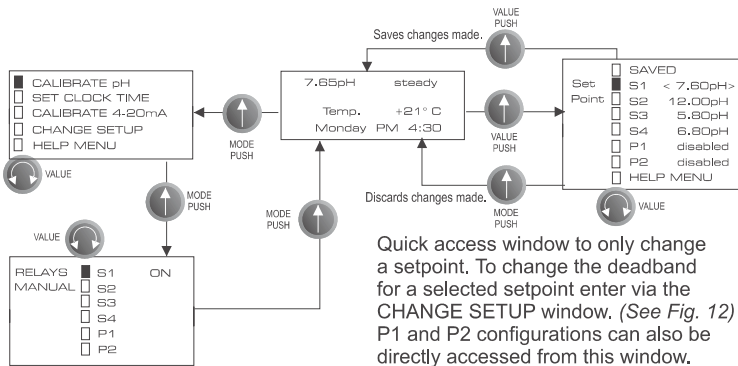 VALUE
PUSH
Saves changes made.
CALIBRATE pH
SET CLOCK TIME
CALIBRATE 4-20mA
CHANGE SETUP
HELP MENU
VALUE
MODE
PUSH
7.65pH steady
Temp. +21° C
Monday PM 4:30
VALUE
PUSH
Set
Point
SAVED
S1 < 7.60pH>
S2 12.00pH
S3 5.80pH
S4 6.80pH
P1 disabled
P2 disabled
HELP MENU
VALUE
Discards changes made.
MODE
PUSH
MODE
PUSH
MODE
PUSH
VALUE
RELAYS
MANUAL
S1 ON
S2
S3
S4
P1
P2
Quick access window to only change
a setpoint. To change the deadband
for a selected setpoint enter via the
CHANGE SETUP window. (See Fig. 12)
P1 and P2 configurations can also be
directly accessed from this window.